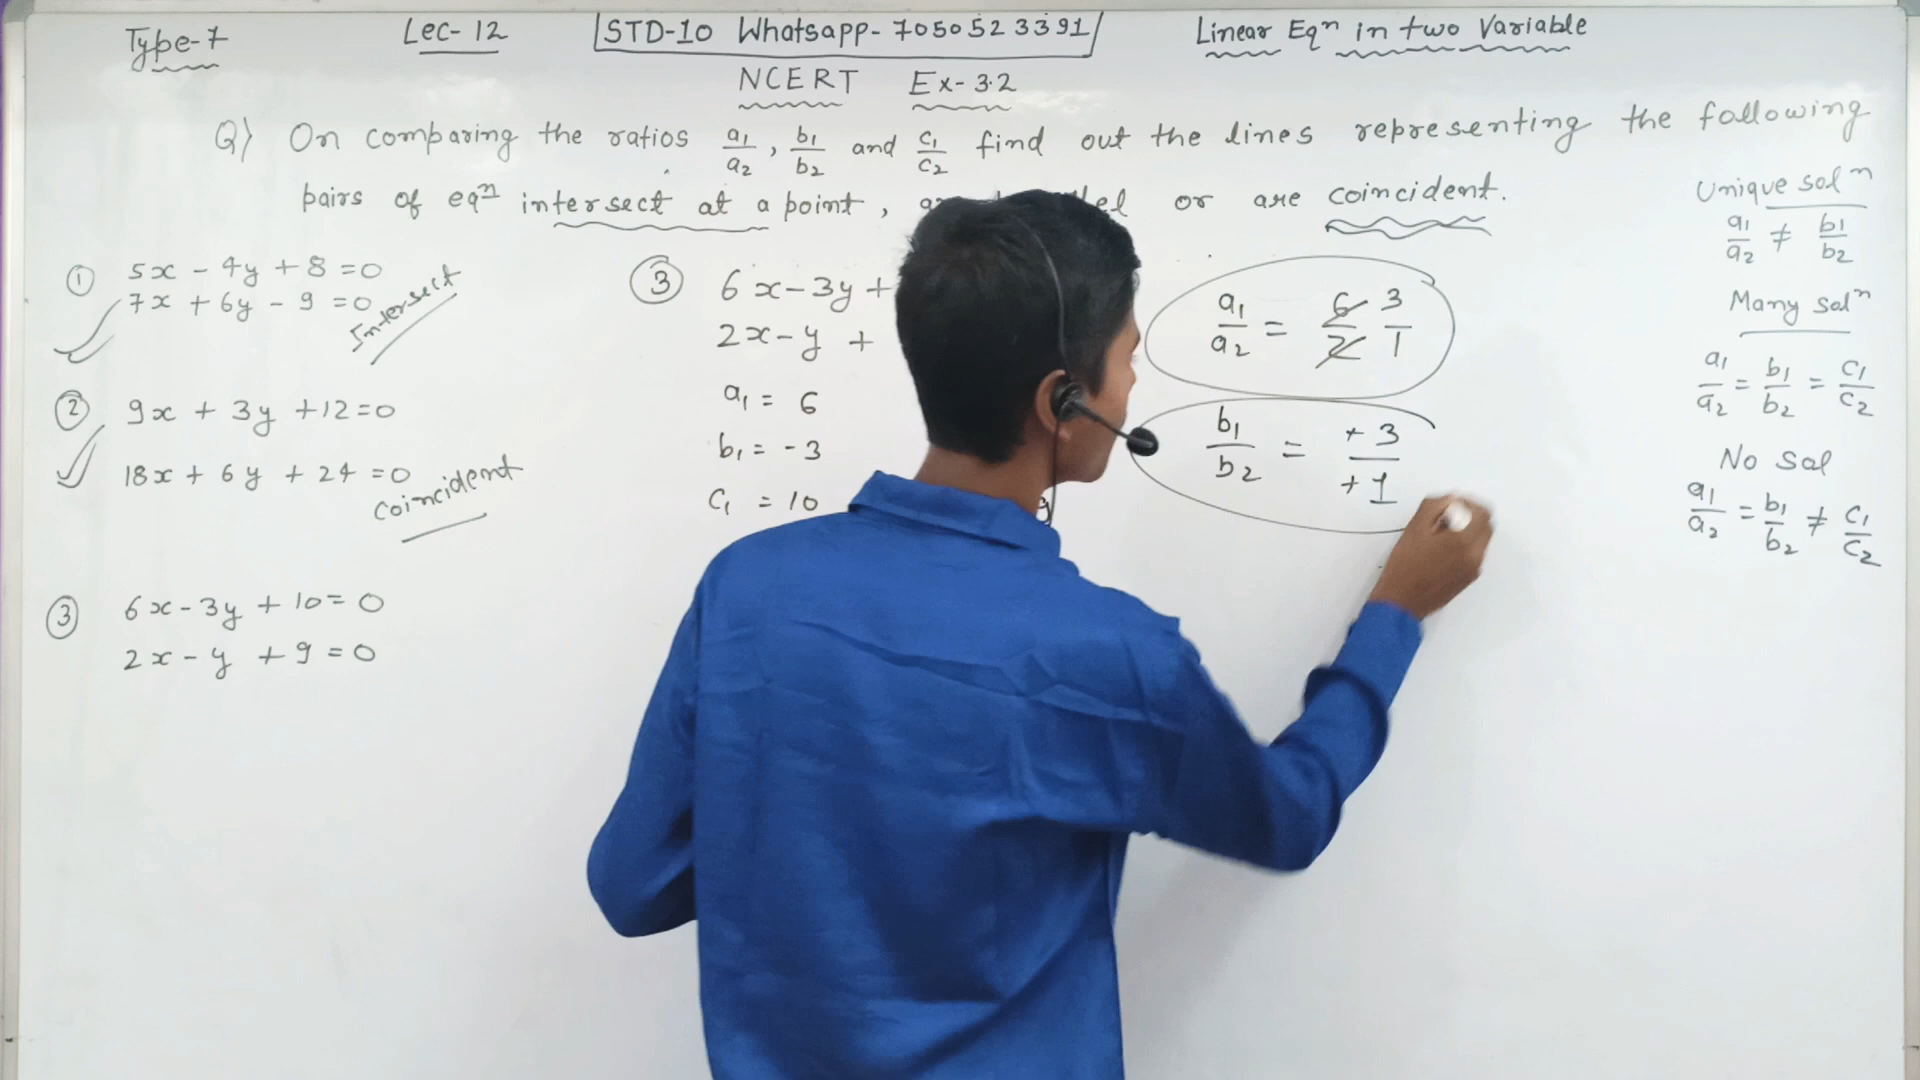 Type-7 Lec-12 STD-10 Whatsapp-7050523391 Linear Eqⁿ in two Variable
NCERT Ex-3.2
Q) On comparing the ratios a₁/a₂, b₁/b₂ and c₁/c₂ find out the lines representing the following
pairs of eqⁿ intersect at a point, or are coincident.
① 5x - 4y + 8 = 0
7x + 6y - 9 = 0
Intersect
② 9x + 3y + 12 = 0
18x + 6y + 24 = 0
Coincident
③ 6x - 3y + 10 = 0
2x - y + 9 = 0
③ 6x - 3y +
2x - y +
a₁ = 6
b₁ = -3
C₁ = 10
a₁/a₂ = 6/2 3/1
b₁/b₂ = +3/+1
Unique solⁿ
a₁/a₂ ≠ b₁/b₂
Many solⁿ
a₁/a₂ = b₁/b₂ = c₁/c₂
No sol
a₁/a₂ = b₁/b₂ ≠ c₁/c₂